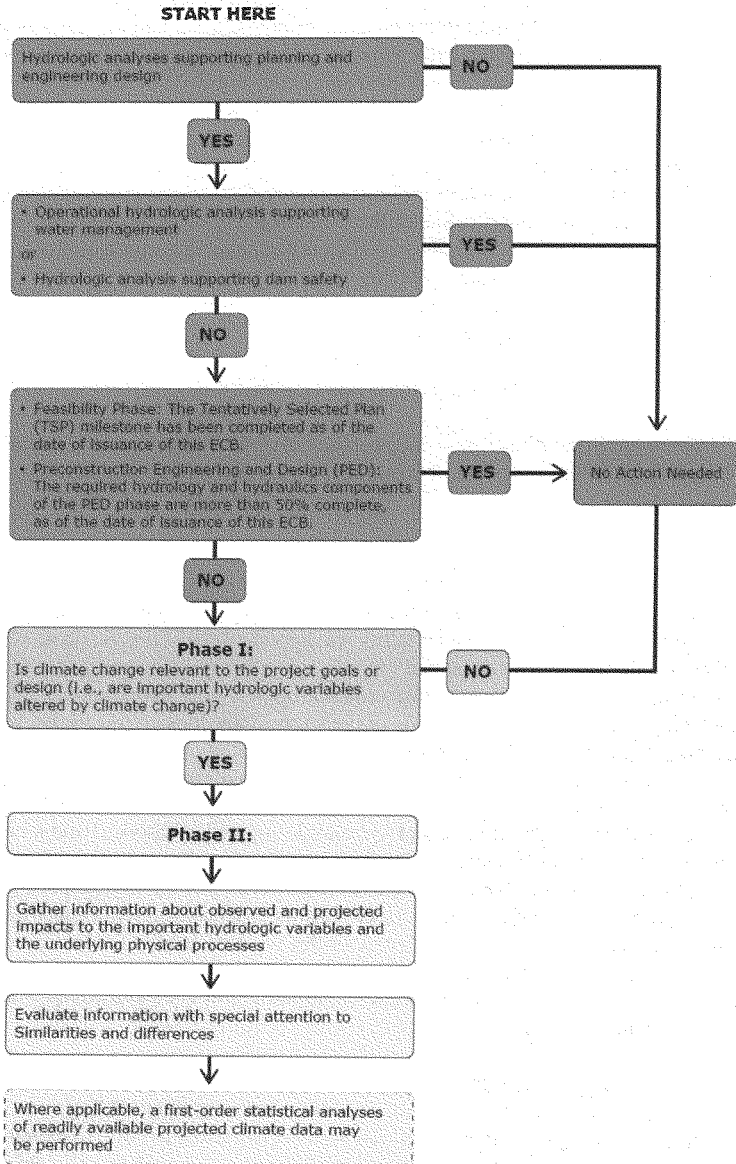 START HERE
Hydrologic analyses supporting planning and
engineering design
NO
YES
• Operational hydrologic analysis supporting
water management
or
• Hydrologic analysis supporting dam safety
YES
NO
• Feasibility Phase: The Tentatively Selected Plan
(TSP) milestone has been completed as of the
date of issuance of this ECB.
• Preconstruction Engineering and Design (PED):
The required hydrology and hydraulics components
of the PED phase are more than 50% complete,
as of the date of issuance of this ECB.
YES
No Action Needed
NO
Phase I:
Is climate change relevant to the project goals or
design (i.e., are important hydrologic variables
altered by climate change)?
NO
YES
Phase II:
Gather information about observed and projected
impacts to the important hydrologic variables and
the underlying physical processes
Evaluate information with special attention to
Similarities and differences
Where applicable, a first-order statistical analyses
of readily available projected climate data may
be performed